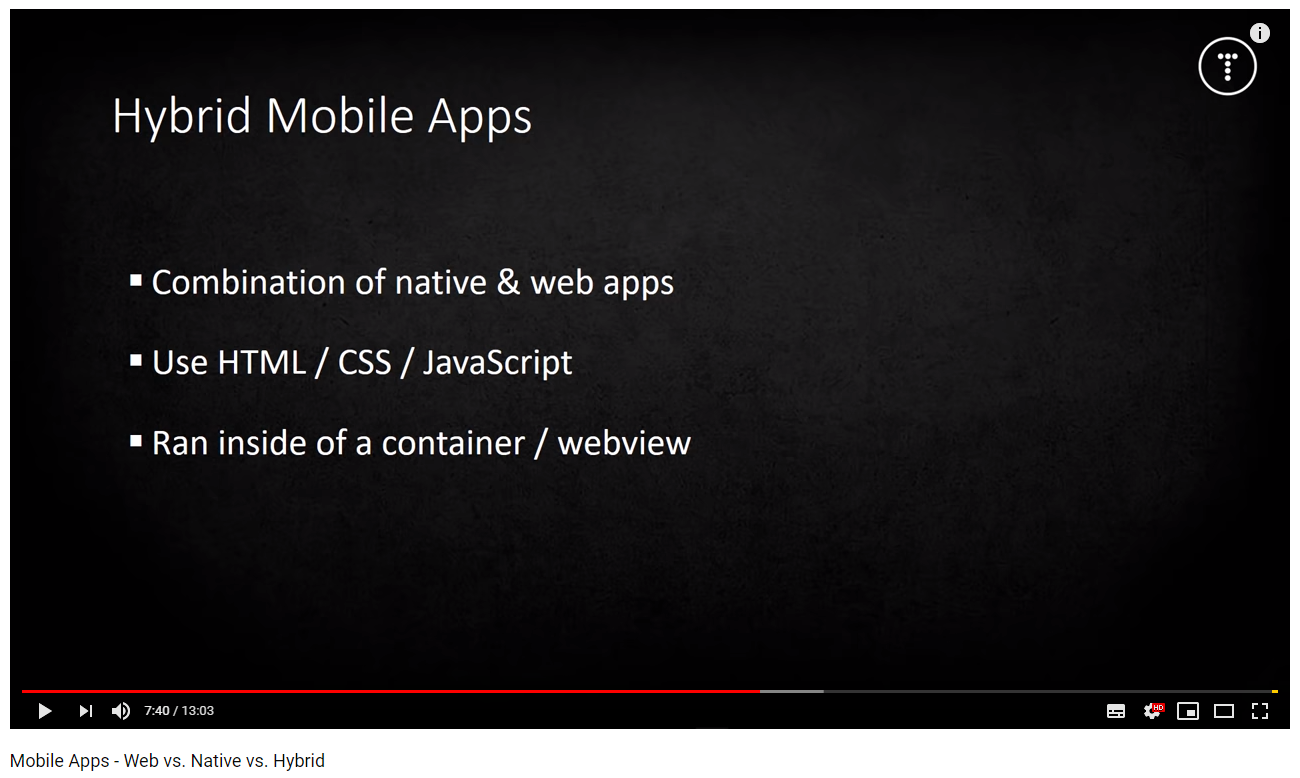 i
T
Hybrid Mobile Apps
▪ Combination of native & web apps
▪ Use HTML / CSS / JavaScript
▪ Ran inside of a container / webview
7:40 / 13:03
HD
Mobile Apps - Web vs. Native vs. Hybrid